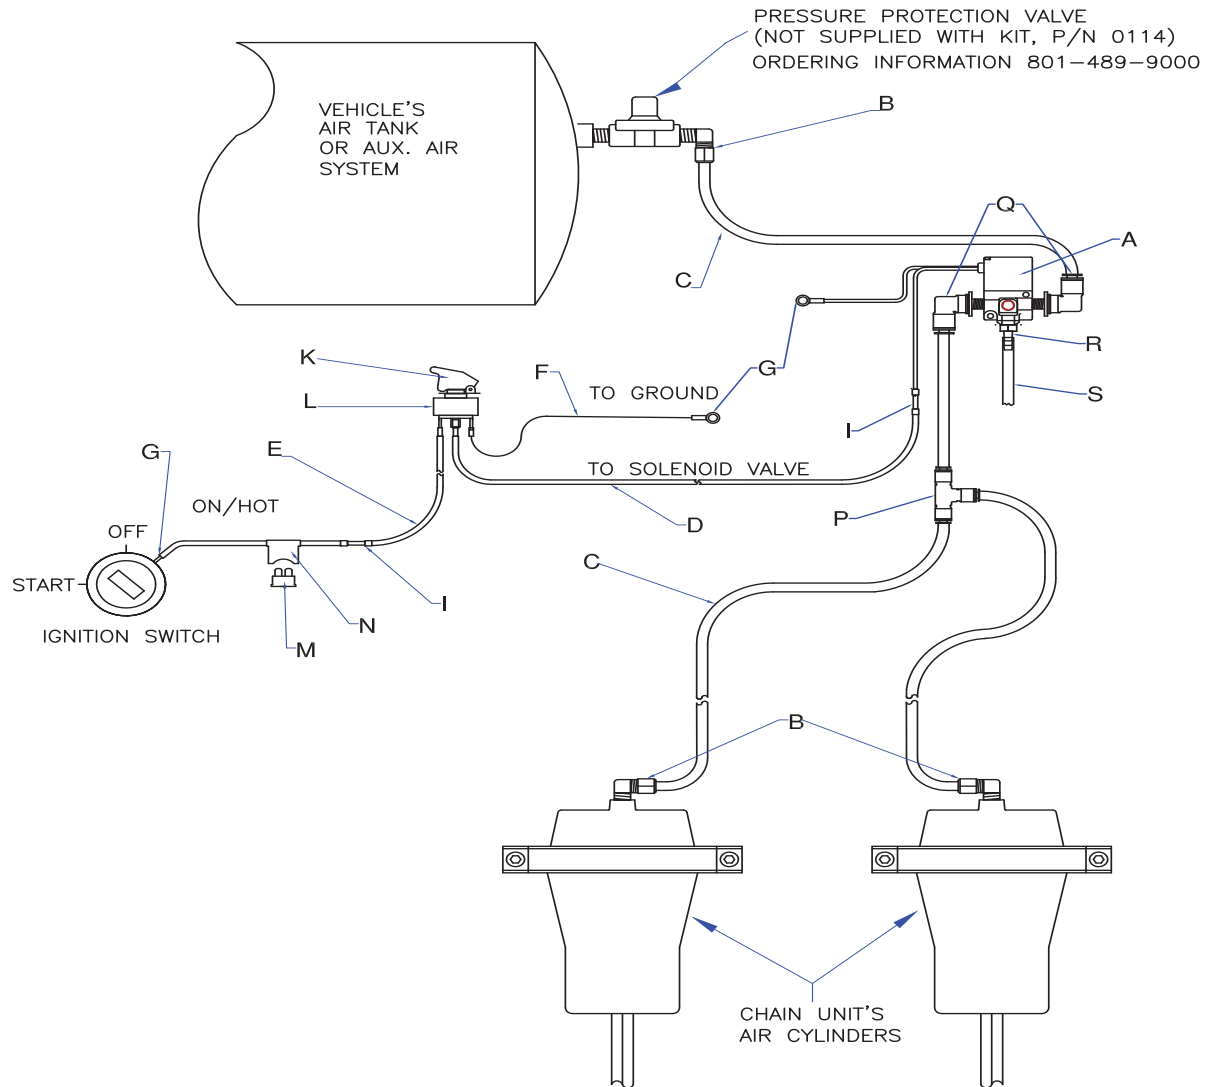 PRESSURE PROTECTION VALVE
(NOT SUPPLIED WITH KIT, P/N 0114)
ORDERING INFORMATION 801-489-9000
B
VEHICLE'S
AIR TANK
OR AUX. AIR
SYSTEM
Q
A
C
G
R
K
F
TO GROUND
S
L
I
G
E
TO SOLENOID VALVE
ON/HOT
D
P
OFF
C
START
N
I
IGNITION SWITCH
M
B
CHAIN UNIT'S
AIR CYLINDERS